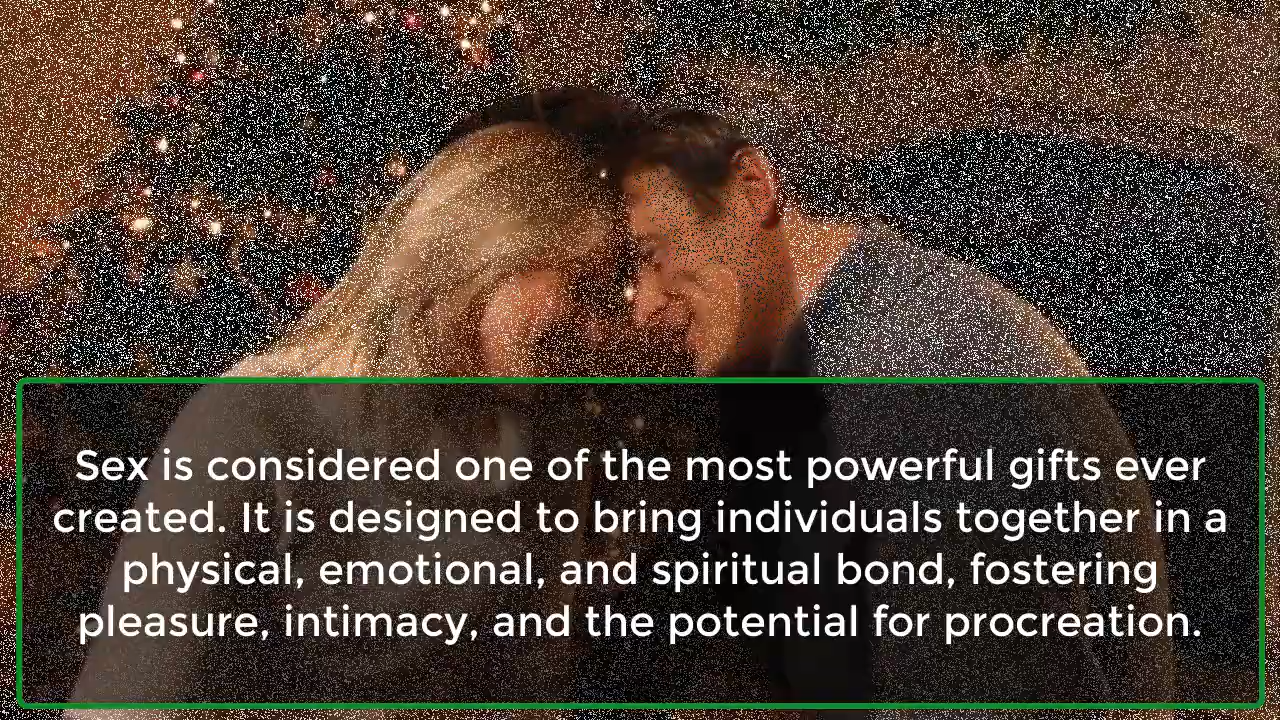 Sex is considered one of the most powerful gifts ever
created. It is designed to bring individuals together in a
physical, emotional, and spiritual bond, fostering
pleasure, intimacy, and the potential for procreation.